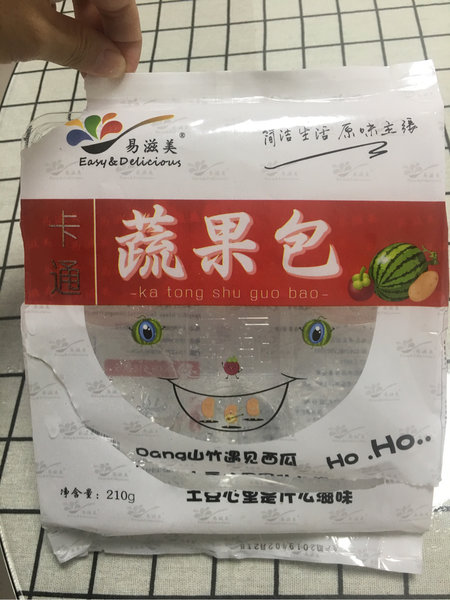 易滋美®
Easy&Delicious
简洁生活 原味主張
卡通
蔬果包
-ka tong shu guo bao-
Dang山竹遇见西瓜
Ho .Ho..
净含量: 210g
土豆心里是什么滋味